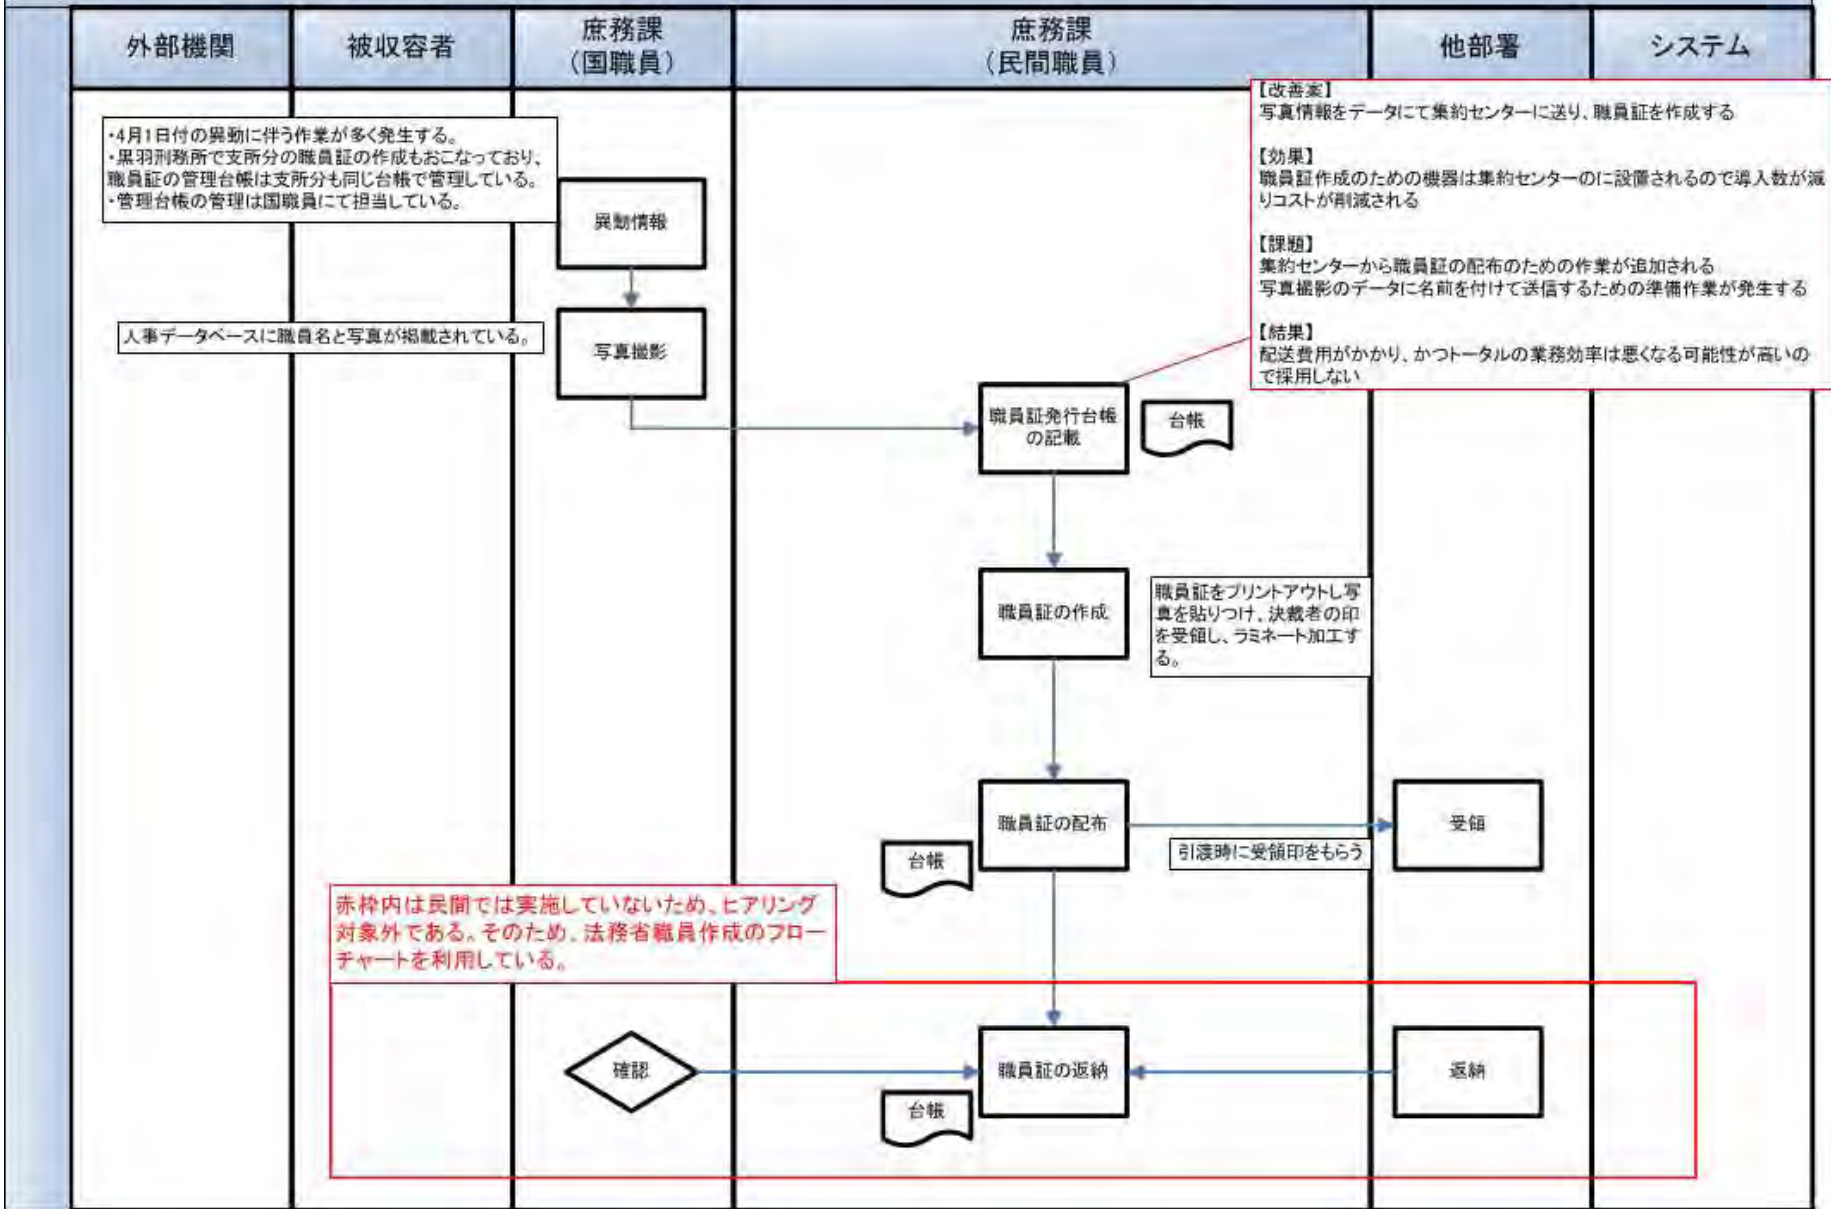 外部機関
被収容者
庶務課
（国職員）
庶務課
（民間職員）
他部署
システム
・4月1日付の異動に伴う作業が多く発生する。
・黒羽刑務所で支所分の職員証の作成もおこなっており、
職員証の管理台帳は支所分も同じ台帳で管理している。
・管理台帳の管理は国職員にて担当している。
【改善案】
写真情報をデータにて集約センターに送り、職員証を作成する
【効果】
職員証作成のための機器は集約センターのに設置されるので導入数が減
りコストが削減される
【課題】
集約センターから職員証の配布のための作業が追加される
写真撮影のデータに名前を付けて送信するための準備作業が発生する
【結果】
配送費用がかかり、かつトータルの業務効率は悪くなる可能性が高いの
で採用しない
異動情報
人事データベースに職員名と写真が掲載されている。
写真撮影
職員証発行台帳
の記載
台帳
職員証の作成
職員証をプリントアウトし写
真を貼りつけ、決裁者の印
を受領し、ラミネート加工す
る。
職員証の配布
台帳
引渡時に受領印をもらう
受領
赤枠内は民間では実施していないため、ヒアリング
対象外である。そのため、法務省職員作成のフロー
チャートを利用している。
確認
職員証の返納
台帳
返納